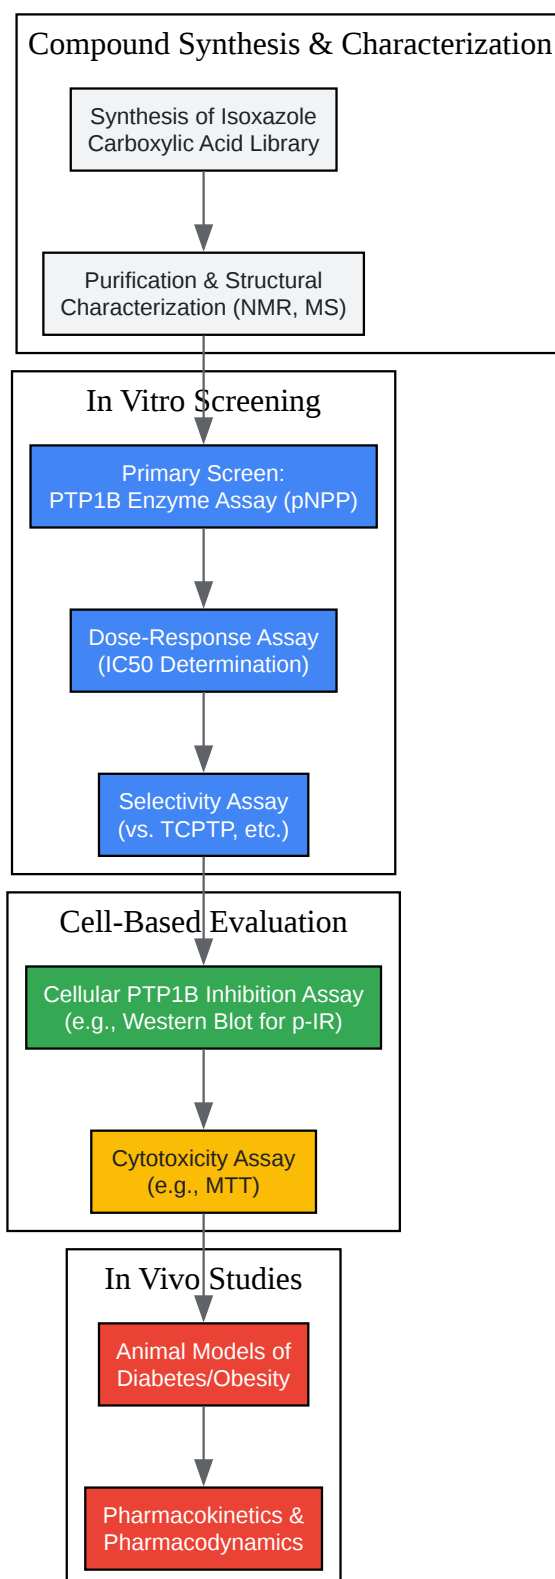 Compound Synthesis & Characterization
Synthesis of Isoxazole
Carboxylic Acid Library
Purification & Structural
Characterization (NMR, MS)
In Vitro Screening
Primary Screen:
PTP1B Enzyme Assay (pNPP)
Dose-Response Assay
(IC50 Determination)
Selectivity Assay
(vs. TCPTP, etc.)
Cell-Based Evaluation
Cellular PTP1B Inhibition Assay
(e.g., Western Blot for p-IR)
Cytotoxicity Assay
(e.g., MTT)
In Vivo Studies
Animal Models of
Diabetes/Obesity
Pharmacokinetics &
Pharmacodynamics